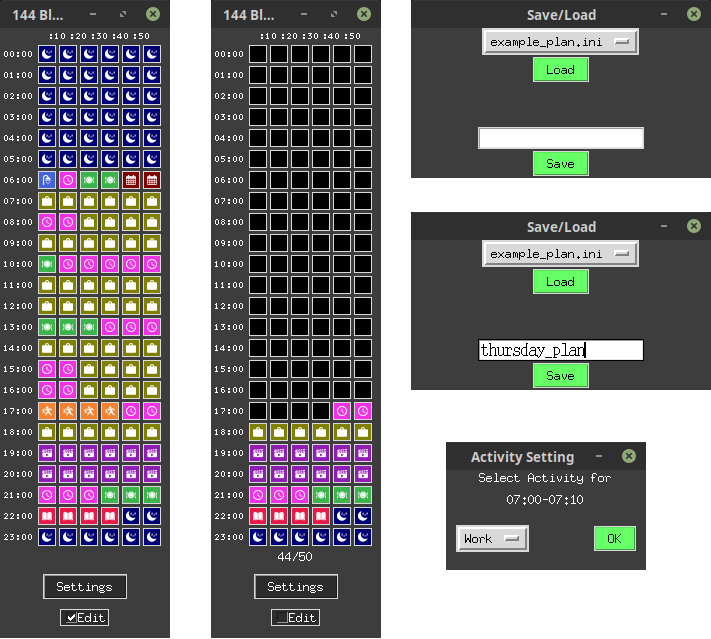 144 Bl...
:10 :20 :30 :40 :50
00:00
01:00
02:00
03:00
04:00
05:00
06:00
07:00
08:00
09:00
10:00
11:00
12:00
13:00
14:00
15:00
16:00
17:00
18:00
19:00
20:00
21:00
22:00
23:00
Settings
Edit
144 Bl...
:10 :20 :30 :40 :50
00:00
01:00
02:00
03:00
04:00
05:00
06:00
07:00
08:00
09:00
10:00
11:00
12:00
13:00
14:00
15:00
16:00
17:00
18:00
19:00
20:00
21:00
22:00
23:00
44/50
Settings
Edit
Save/Load
example_plan.ini
Load
Save
Save/Load
example_plan.ini
Load
thursday_plan
Save
Activity Setting
Select Activity for
07:00-07:10
Work
OK